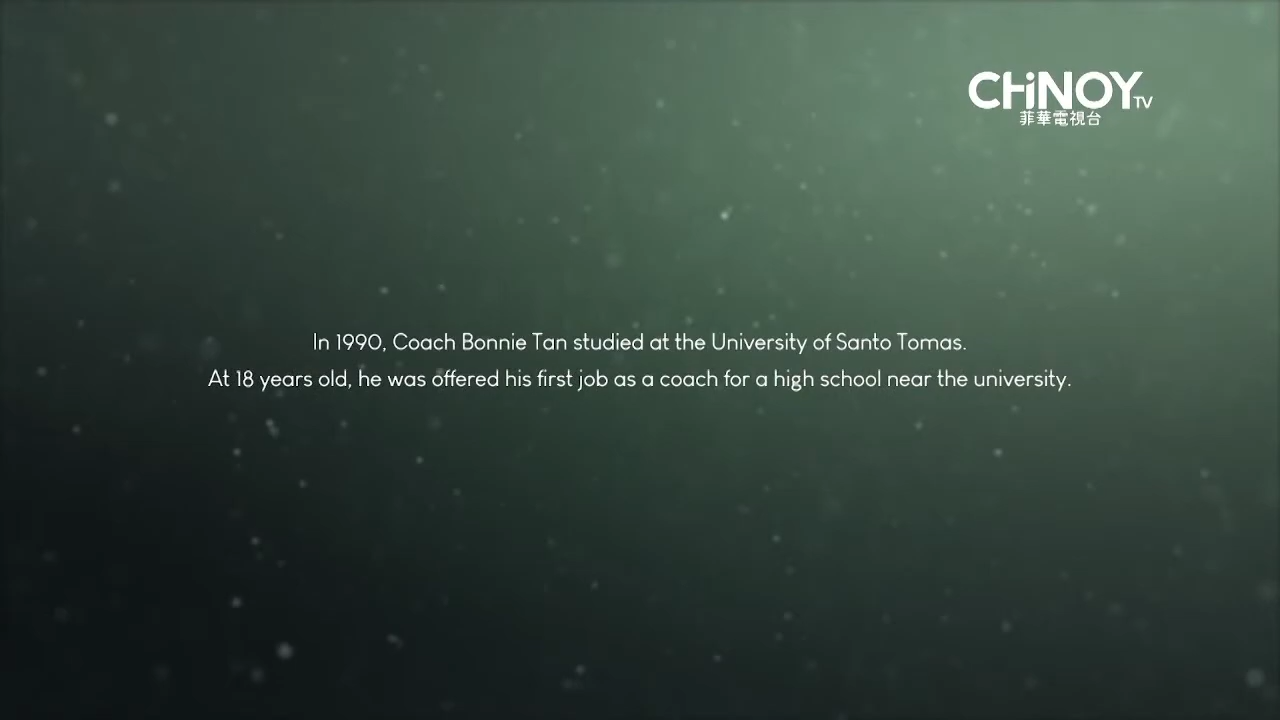 CHiNOY TV
菲華電視台
In 1990, Coach Bonnie Tan studied at the University of Santo Tomas.
At 18 years old, he was offered his first job as a coach for a high school near the university.